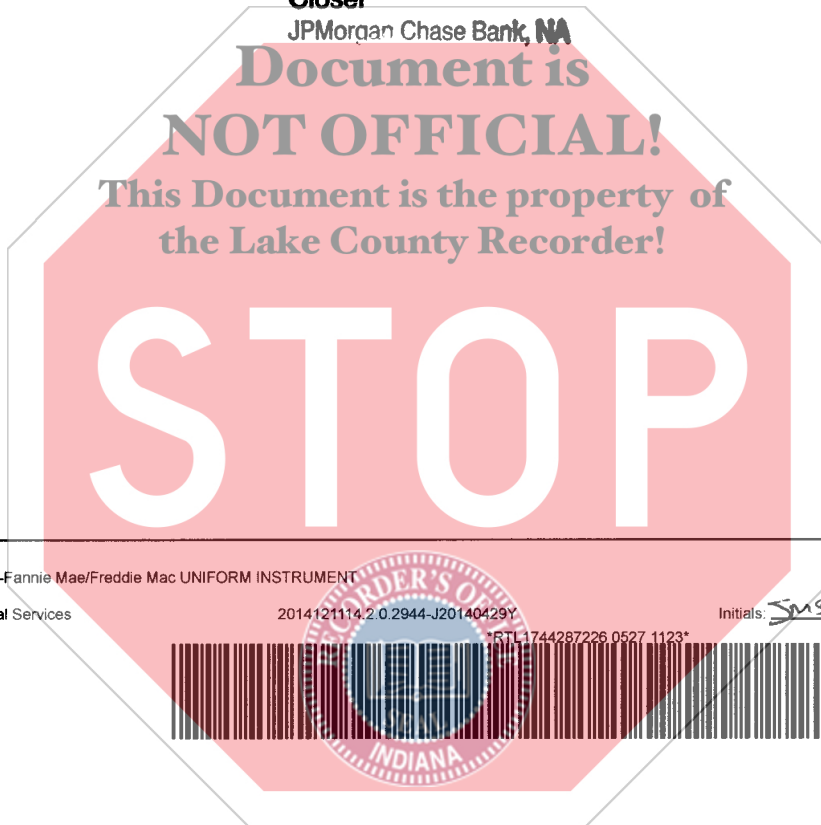 Closer
JPMorgan Chase Bank, NA
Document is
NOT OFFICIAL!
This Document is the property of
the Lake County Recorder!
STOP
-Fannie Mae/Freddie Mac UNIFORM INSTRUMENT
al Services 2014121114.2.0.2944-J20140429Y Initials: JMS
*RTL1744287226 0527 1123*
RECORDER'S OFFICE
SEAL
INDIANA